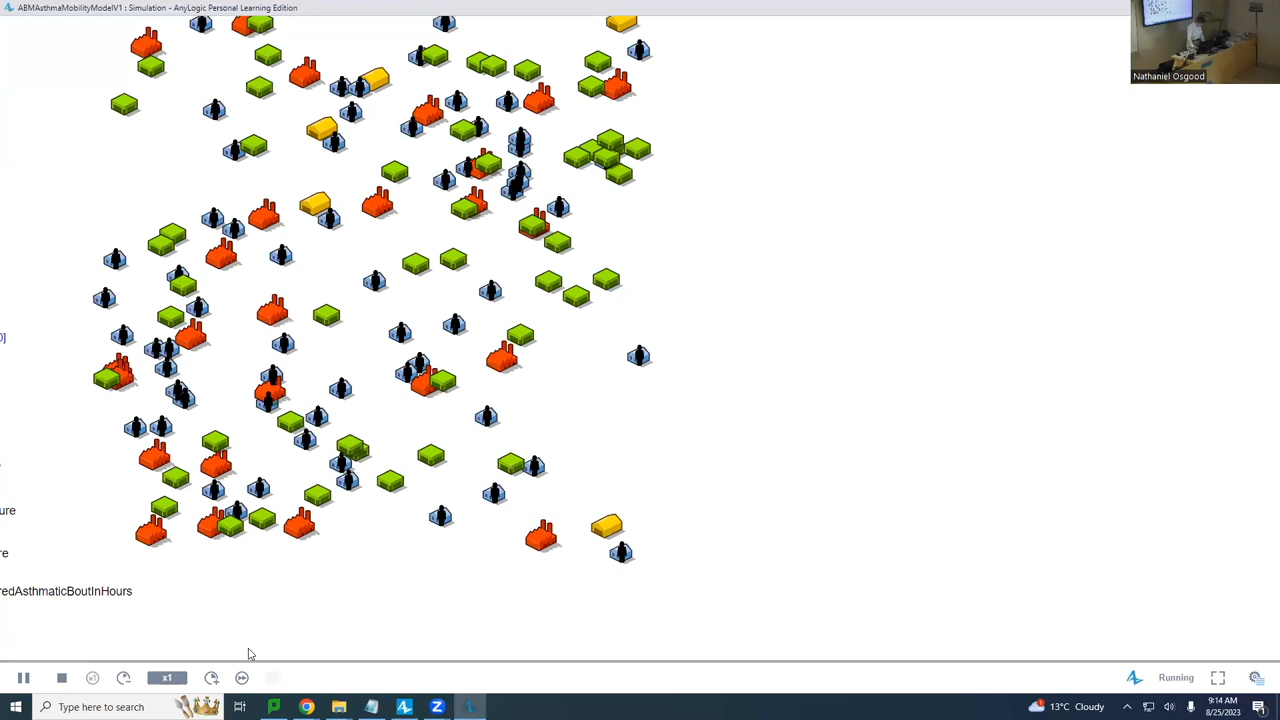 ABMAsthmaMobilityModelV1 : Simulation - AnyLogic Personal Learning Edition
Nathaniel Osgood
0]
ure
re
redAsthmaticBoutInHours
x1
Running
Type here to search
13°C Cloudy
9:14 AM
8/25/2023